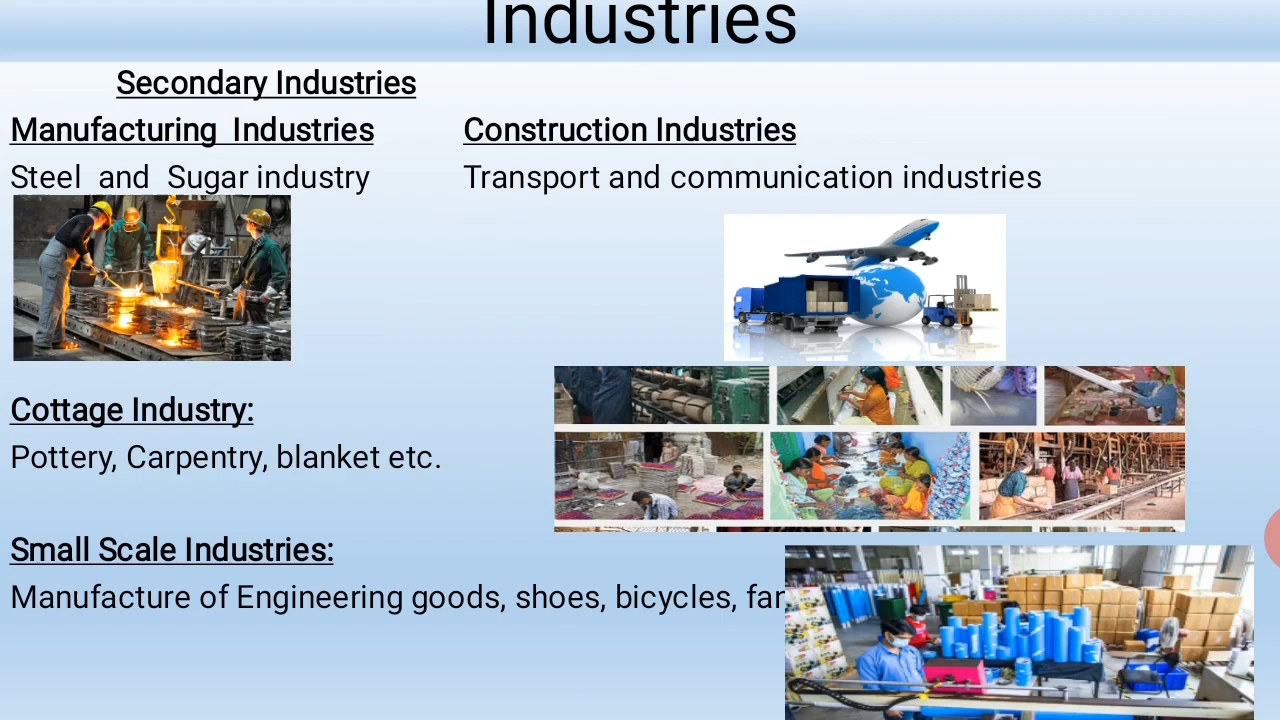 Industries
Secondary Industries
Manufacturing Industries
Construction Industries
Steel and Sugar industry
Transport and communication industries
Cottage Industry:
Pottery, Carpentry, blanket etc.
Small Scale Industries:
Manufacture of Engineering goods, shoes, bicycles,